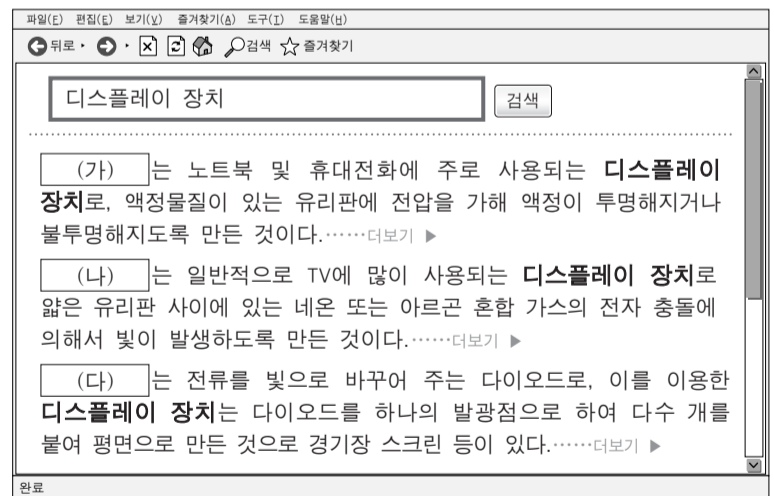 파일(F) 편집(E) 보기(V) 즐겨찾기(A) 도구(T) 도움말(H)
뒤로 검색 즐겨찾기
디스플레이 장치 검색
(가) 는 노트북 및 휴대전화에 주로 사용되는 디스플레이
장치로, 액정물질이 있는 유리판에 전압을 가해 액정이 투명해지거나
불투명해지도록 만든 것이다.……더보기 ▶
(나) 는 일반적으로 TV에 많이 사용되는 디스플레이 장치로
얇은 유리판 사이에 있는 네온 또는 아르곤 혼합 가스의 전자 충돌에
의해서 빛이 발생하도록 만든 것이다.……더보기 ▶
(다) 는 전류를 빛으로 바꾸어 주는 다이오드로, 이를 이용한
디스플레이 장치는 다이오드를 하나의 발광점으로 하여 다수 개를
붙여 평면으로 만든 것으로 경기장 스크린 등이 있다.……더보기 ▶
완료